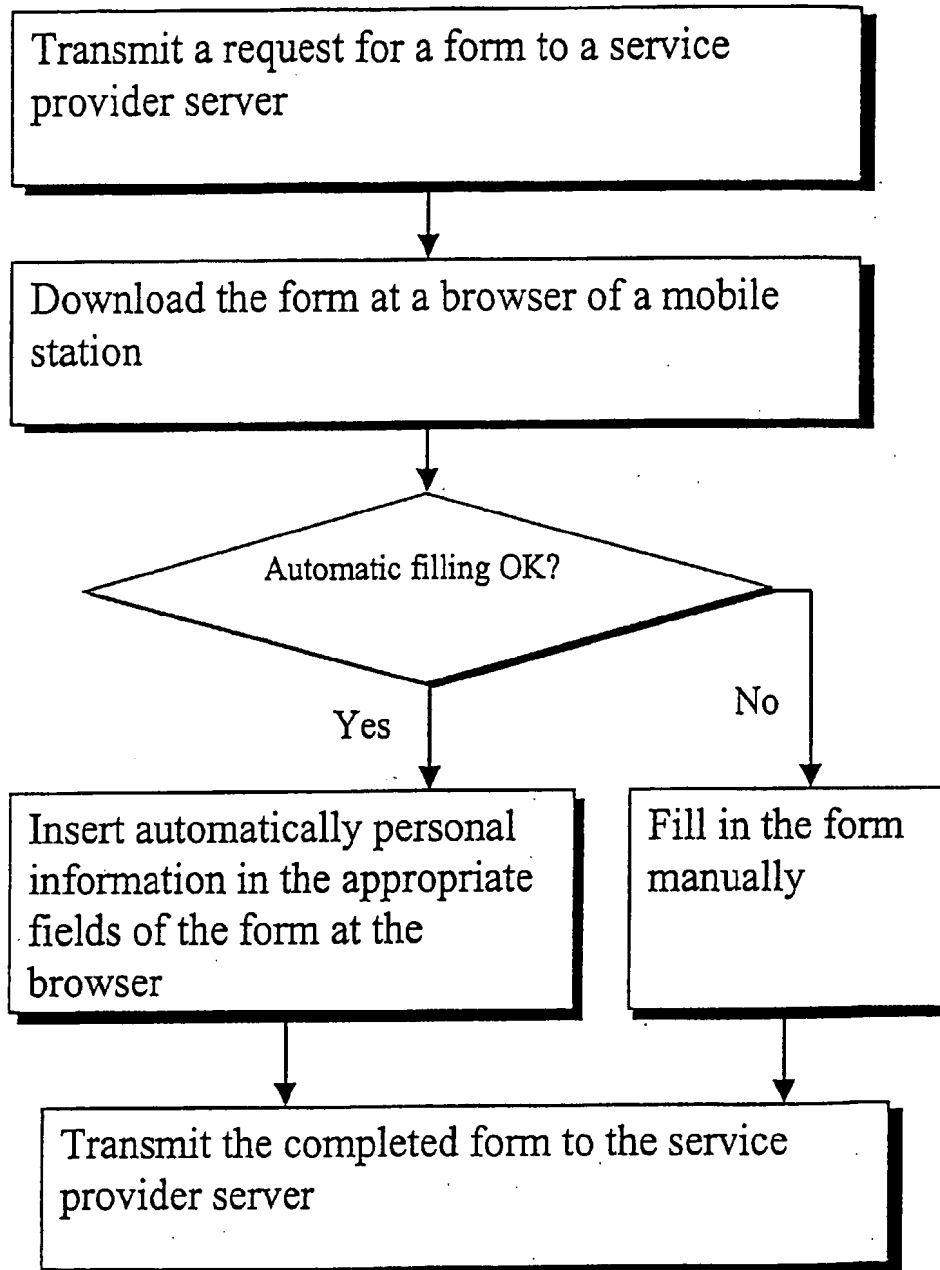 Transmit a request for a form to a service
provider server
Download the form at a browser of a mobile
station
Automatic filling OK?
Yes
No
Insert automatically personal
information in the appropriate
fields of the form at the
browser
Fill in the form
manually
Transmit the completed form to the service
provider server